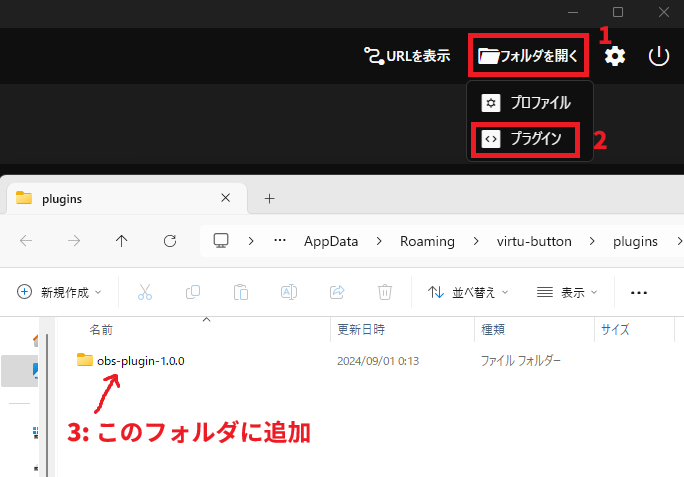 1
URLを表示 フォルダを開く
プロファイル
プラグイン 2
plugins
AppData Roaming virtu-button plugins
新規作成 並べ替え 表示
名前 更新日時 種類 サイズ
obs-plugin-1.0.0 2024/09/01 0:13 ファイル フォルダー
3: このフォルダに追加